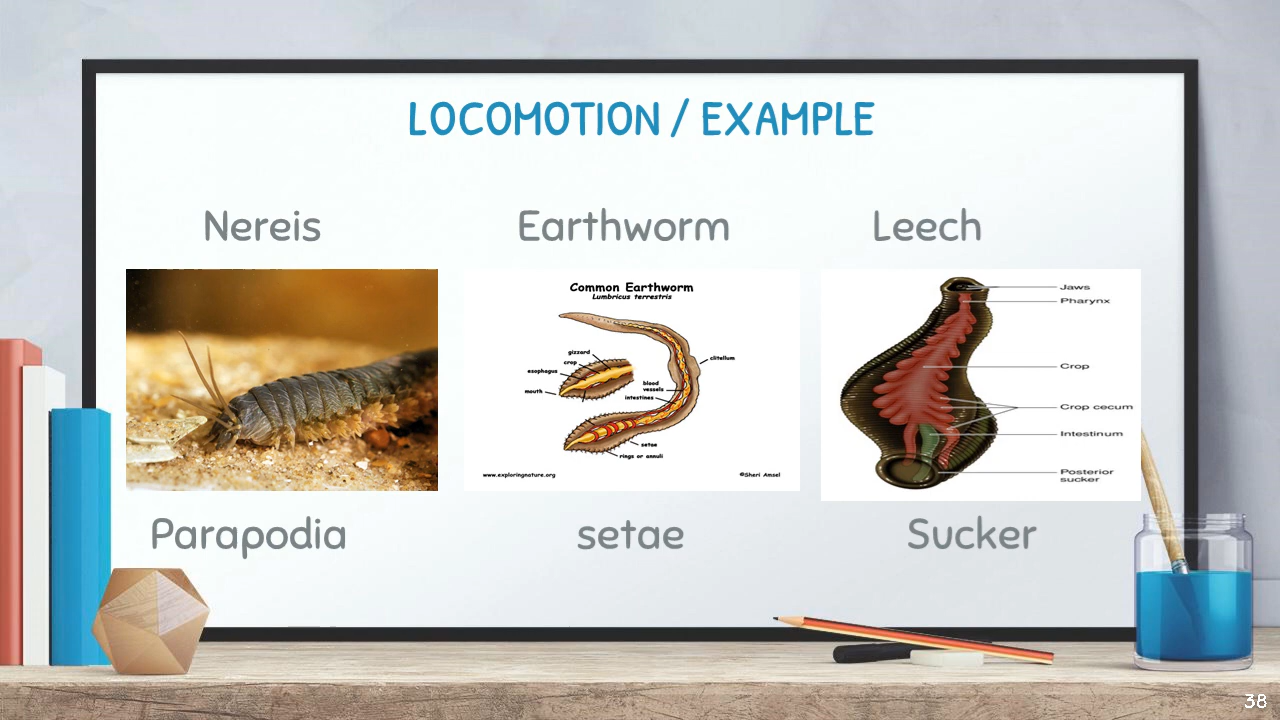 LOCOMOTION / EXAMPLE
Nereis
Earthworm
Leech
Common Earthworm
Lumbricus terrestris
gizzard
crop
esophagus
mouth
clitellum
blood
vessels
intestines
setae
rings or annuli
www.exploringnature.org
©Sheri Amsel
Jaws
Pharynx
Crop
Crop cecum
Intestinum
Posterior
sucker
Parapodia
setae
Sucker
38